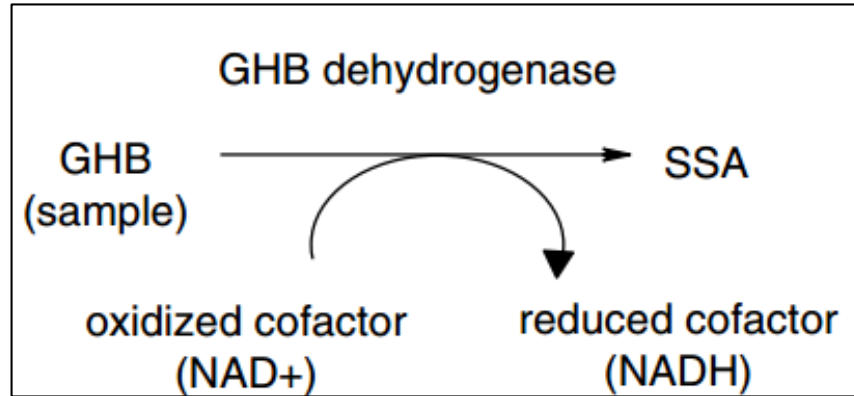 GHB dehydrogenase
GHB
(sample)
SSA
oxidized cofactor
(NAD+)
reduced cofactor
(NADH)